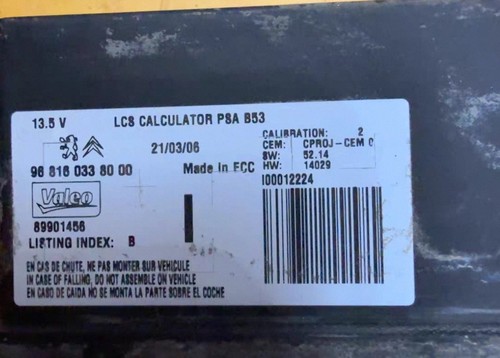 13.5 V LCS CALCULATOR PSA B53
21/03/06
96 816 033 80 00 Made in ECC
CALIBRATION: 2
CEM: CPROJ-CEM 0
SW: 52.14
HW: 14029
I00012224
Valeo
89901456
LISTING INDEX: B
EN CAS DE CHUTE, NE PAS MONTER SUR VEHICULE
IN CASE OF FALLING, DO NOT ASSEMBLE ON VEHICLE
EN CASO DE CAIDA NO SE MONTA LA PARTE SOBRE EL COCHE